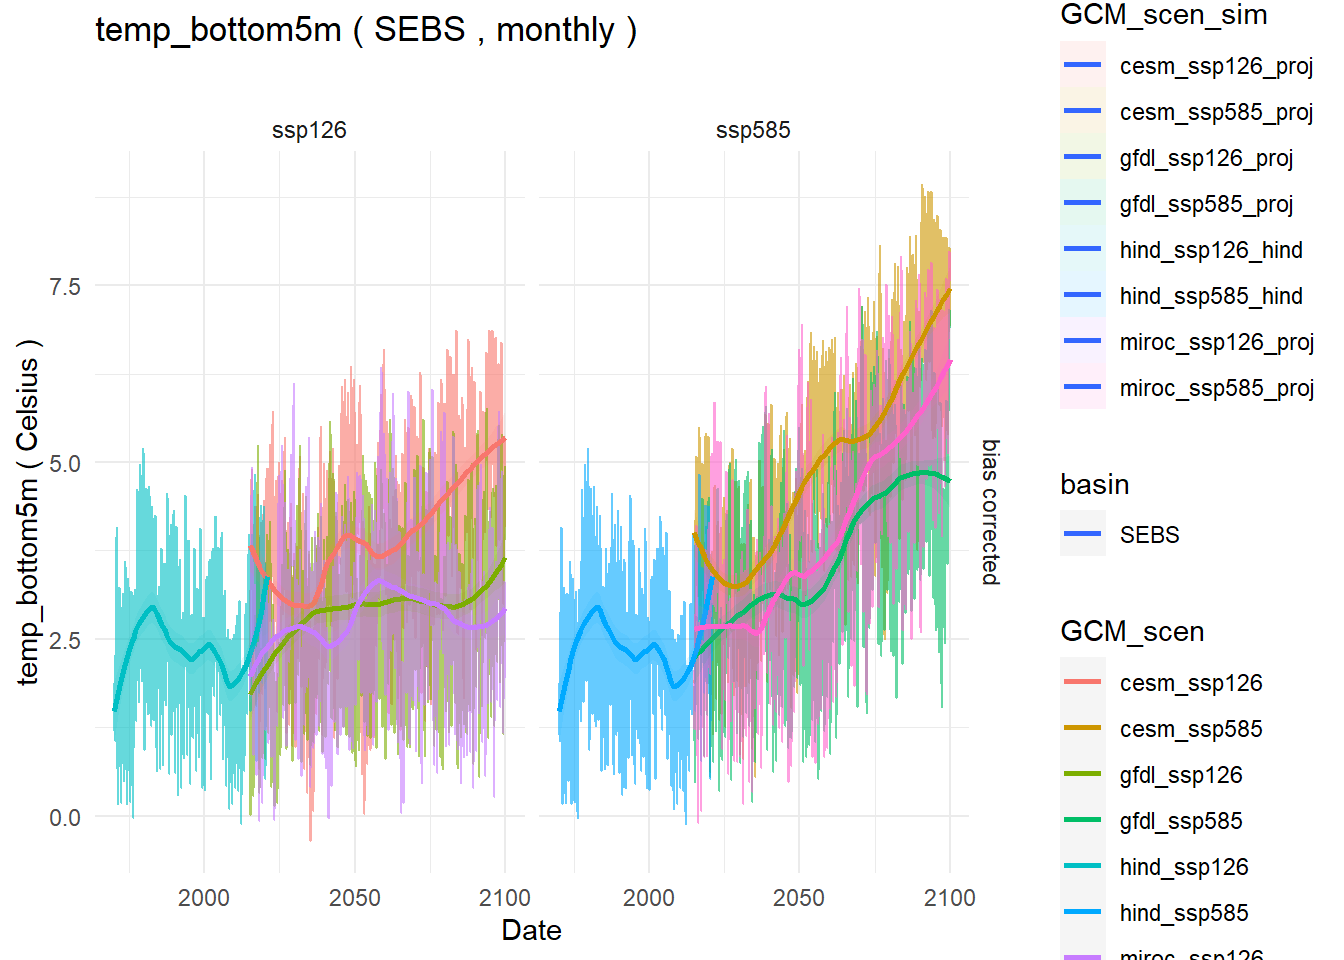 temp_bottom5m ( SEBS , monthly )
ssp126
ssp585
7.5
5.0
2.5
0.0
temp_bottom5m ( Celsius )
2000
2050
2100
2000
2050
2100
Date
bias corrected
GCM_scen_sim
cesm_ssp126_proj
cesm_ssp585_proj
gfdl_ssp126_proj
gfdl_ssp585_proj
hind_ssp126_hind
hind_ssp585_hind
miroc_ssp126_proj
miroc_ssp585_proj
basin
SEBS
GCM_scen
cesm_ssp126
cesm_ssp585
gfdl_ssp126
gfdl_ssp585
hind_ssp126
hind_ssp585
miroc_ssp126